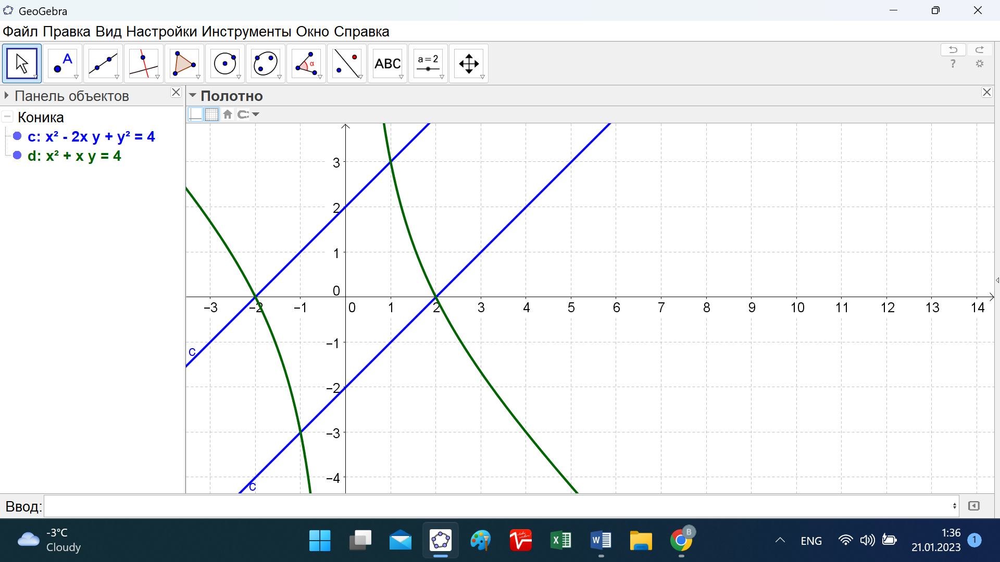 GeoGebra
Файл Правка Вид Настройки Инструменты Окно Справка
A
α
ABC
a = 2
?
Панель объектов
Полотно
Коника
c: x² - 2x y + y² = 4
d: x² + x y = 4
3
2
1
0
-3 -2 -1 0 1 2 3 4 5 6 7 8 9 10 11 12 13 14
c
-1
-2
-3
-4
c
Ввод:
-3°C
Cloudy
B
ENG
1:36
21.01.2023
1